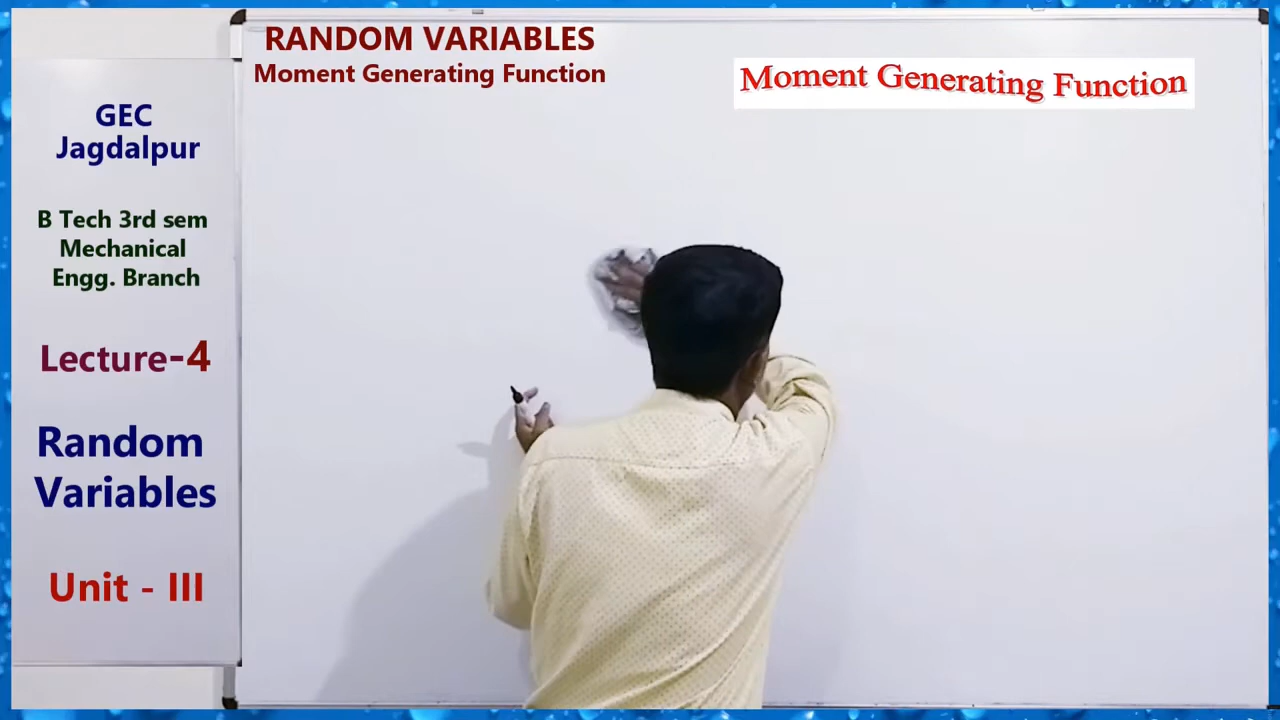 RANDOM VARIABLES
Moment Generating Function
Moment Generating Function
GEC
Jagdalpur
B Tech 3rd sem
Mechanical
Engg. Branch
Lecture-4
Random
Variables
Unit - III